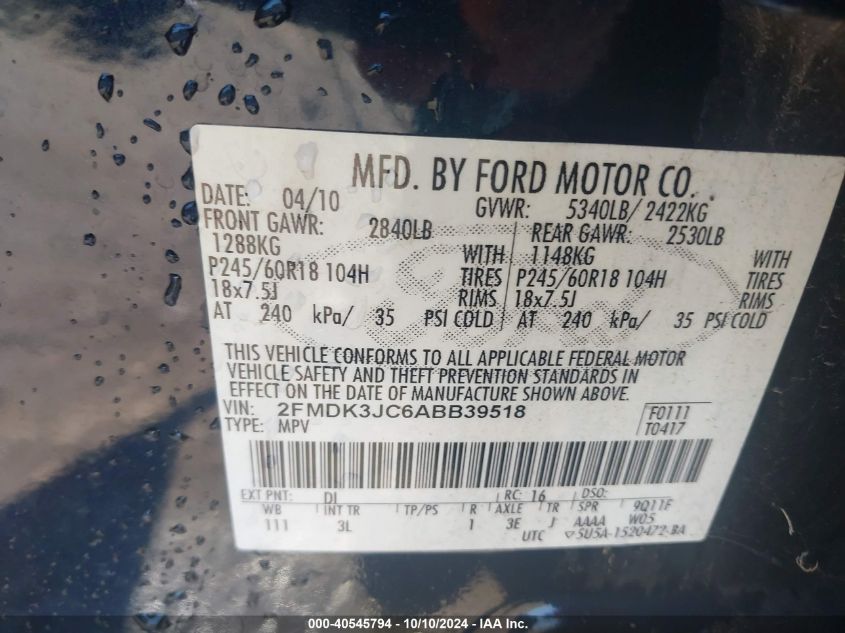 MFD. BY FORD MOTOR CO.
DATE: 04/10 GVWR: 5340LB/ 2422KG
FRONT GAWR: 2840LB REAR GAWR: 2530LB
1288KG WITH 1148KG WITH
P245/60R18 104H TIRES P245/60R18 104H TIRES
18x7.5J RIMS 18x7.5J RIMS
AT 240 kPa/ 35 PSI COLD AT 240 kPa/ 35 PSI COLD
THIS VEHICLE CONFORMS TO ALL APPLICABLE FEDERAL MOTOR
VEHICLE SAFETY AND THEFT PREVENTION STANDARDS IN
EFFECT ON THE DATE OF MANUFACTURE SHOWN ABOVE.
VIN: 2FMDK3JC6ABB39518 F0111
TYPE: MPV T0417
EXT PNT: DI RC: 16 DSO:
WB INT TR TP/PS R AXLE TR SPR 9Q11F
111 3L 1 3E J AAAA W05
UTC ▽5U5A-1520472-BA
000-40545794 - 10/10/2024 - IAA Inc.